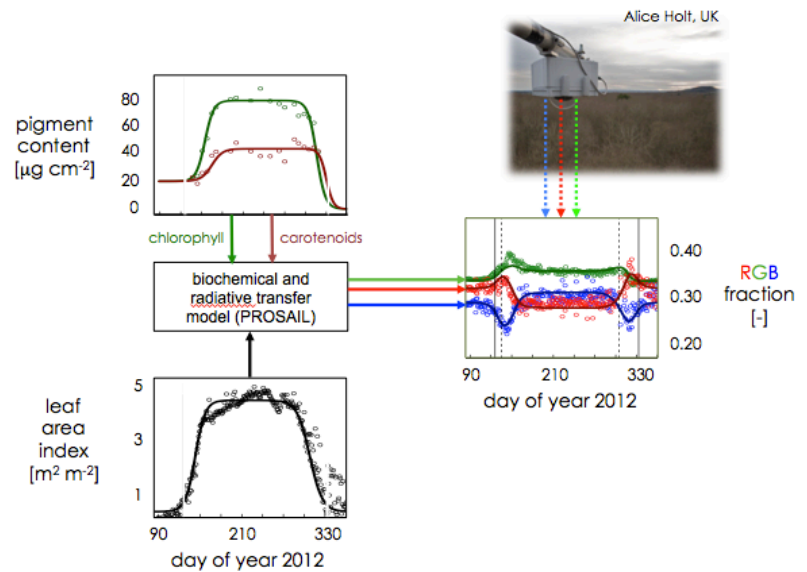 Alice Holt, UK
pigment
content
[µg cm-2]
80
60
40
20
0
chlorophyll
carotenoids
biochemical and
radiative transfer
model (PROSAIL)
0.40
0.30
0.20
RGB
fraction
[-]
90
210
330
day of year 2012
leaf
area
index
[m2 m-2]
5
3
1
90
210
330
day of year 2012